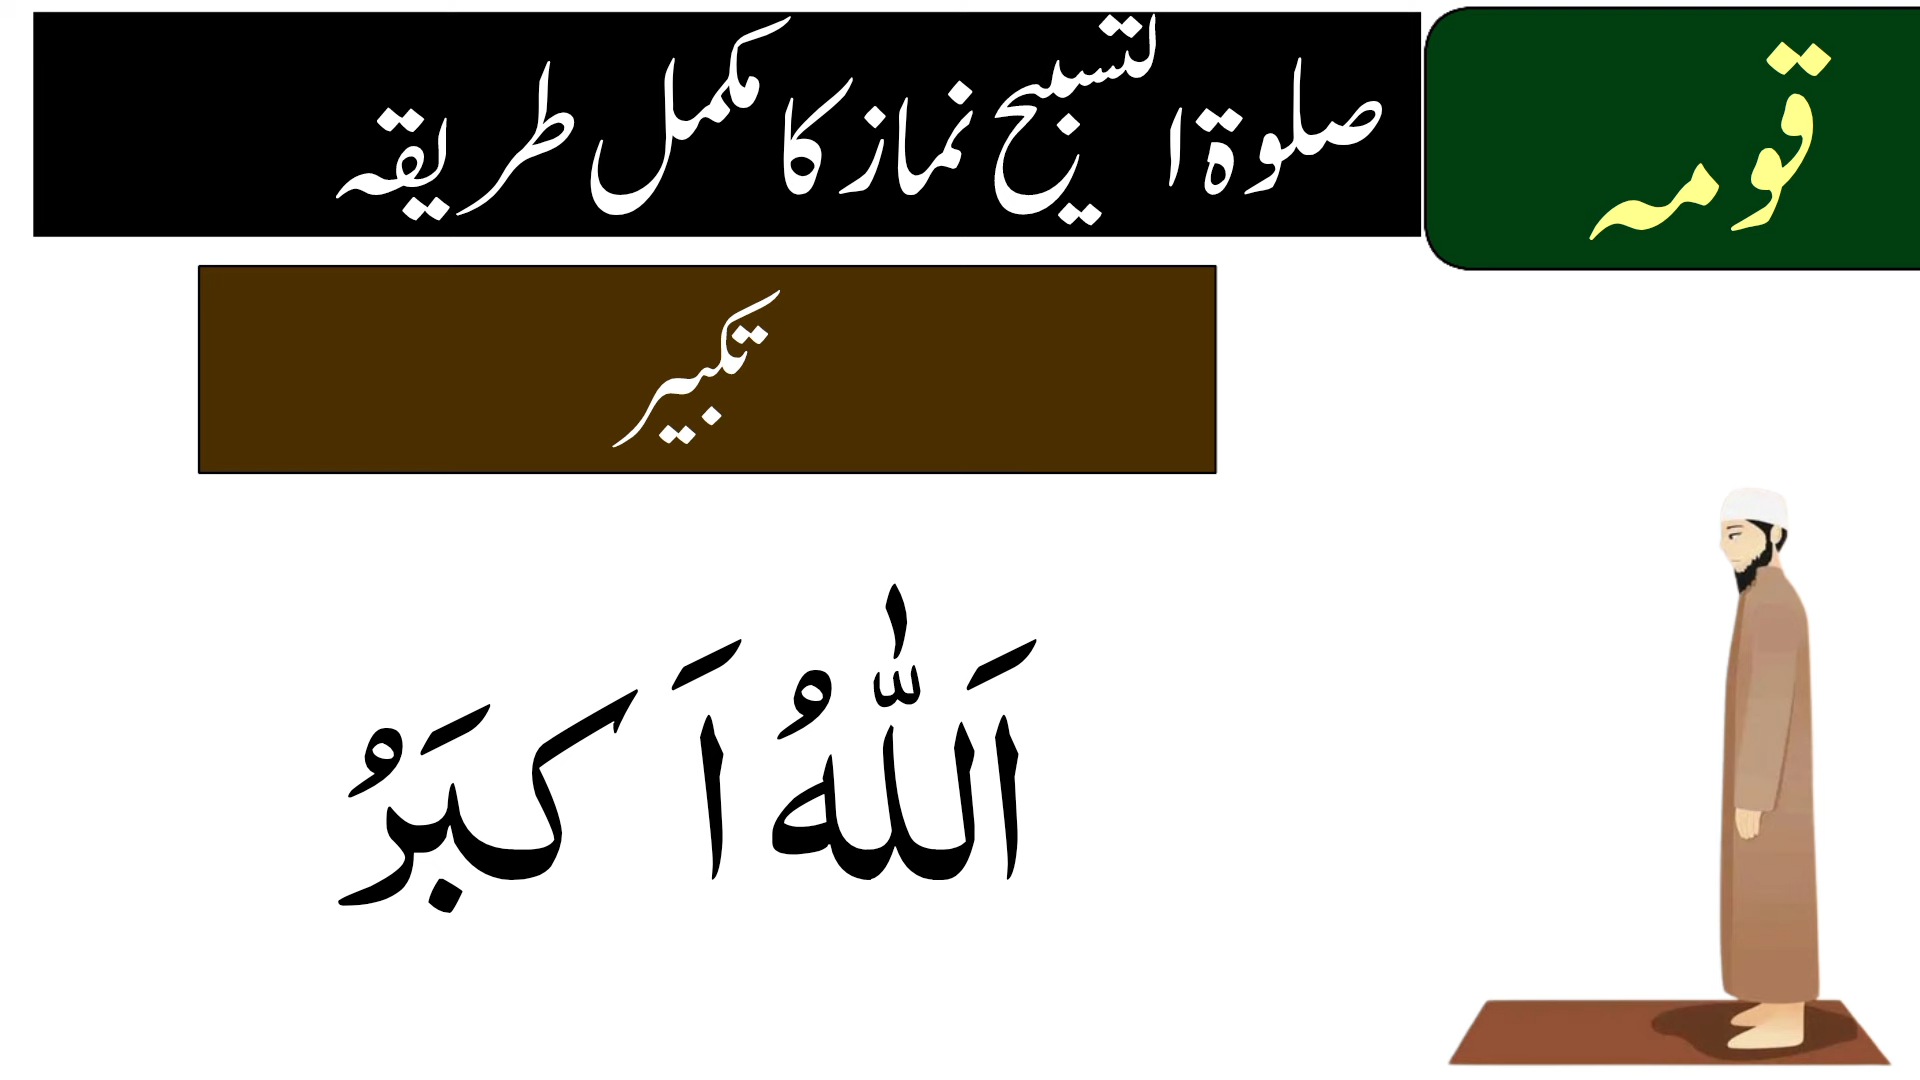 قومہ
صلوۃ التسبیح نماز کا مکمل طریقہ
تکبیر
اَللّٰہُ اَ کبَرُ